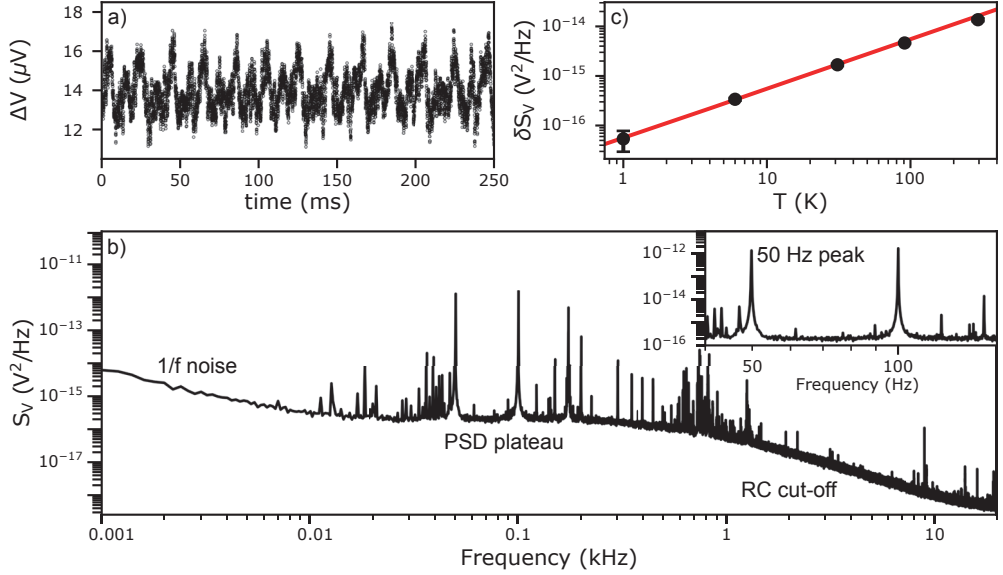 a)
ΔV (μV)
18
16
14
12
0 50 100 150 200 250
time (ms)
c)
δSV (V²/Hz)
10⁻¹⁴
10⁻¹⁵
10⁻¹⁶
1 10 100
T (K)
b)
SV (V²/Hz)
10⁻¹¹
10⁻¹³
10⁻¹⁵
10⁻¹⁷
1/f noise
PSD plateau
RC cut-off
0.001 0.01 0.1 1 10
Frequency (kHz)
50 Hz peak
10⁻¹²
10⁻¹⁴
10⁻¹⁶
50 100
Frequency (Hz)